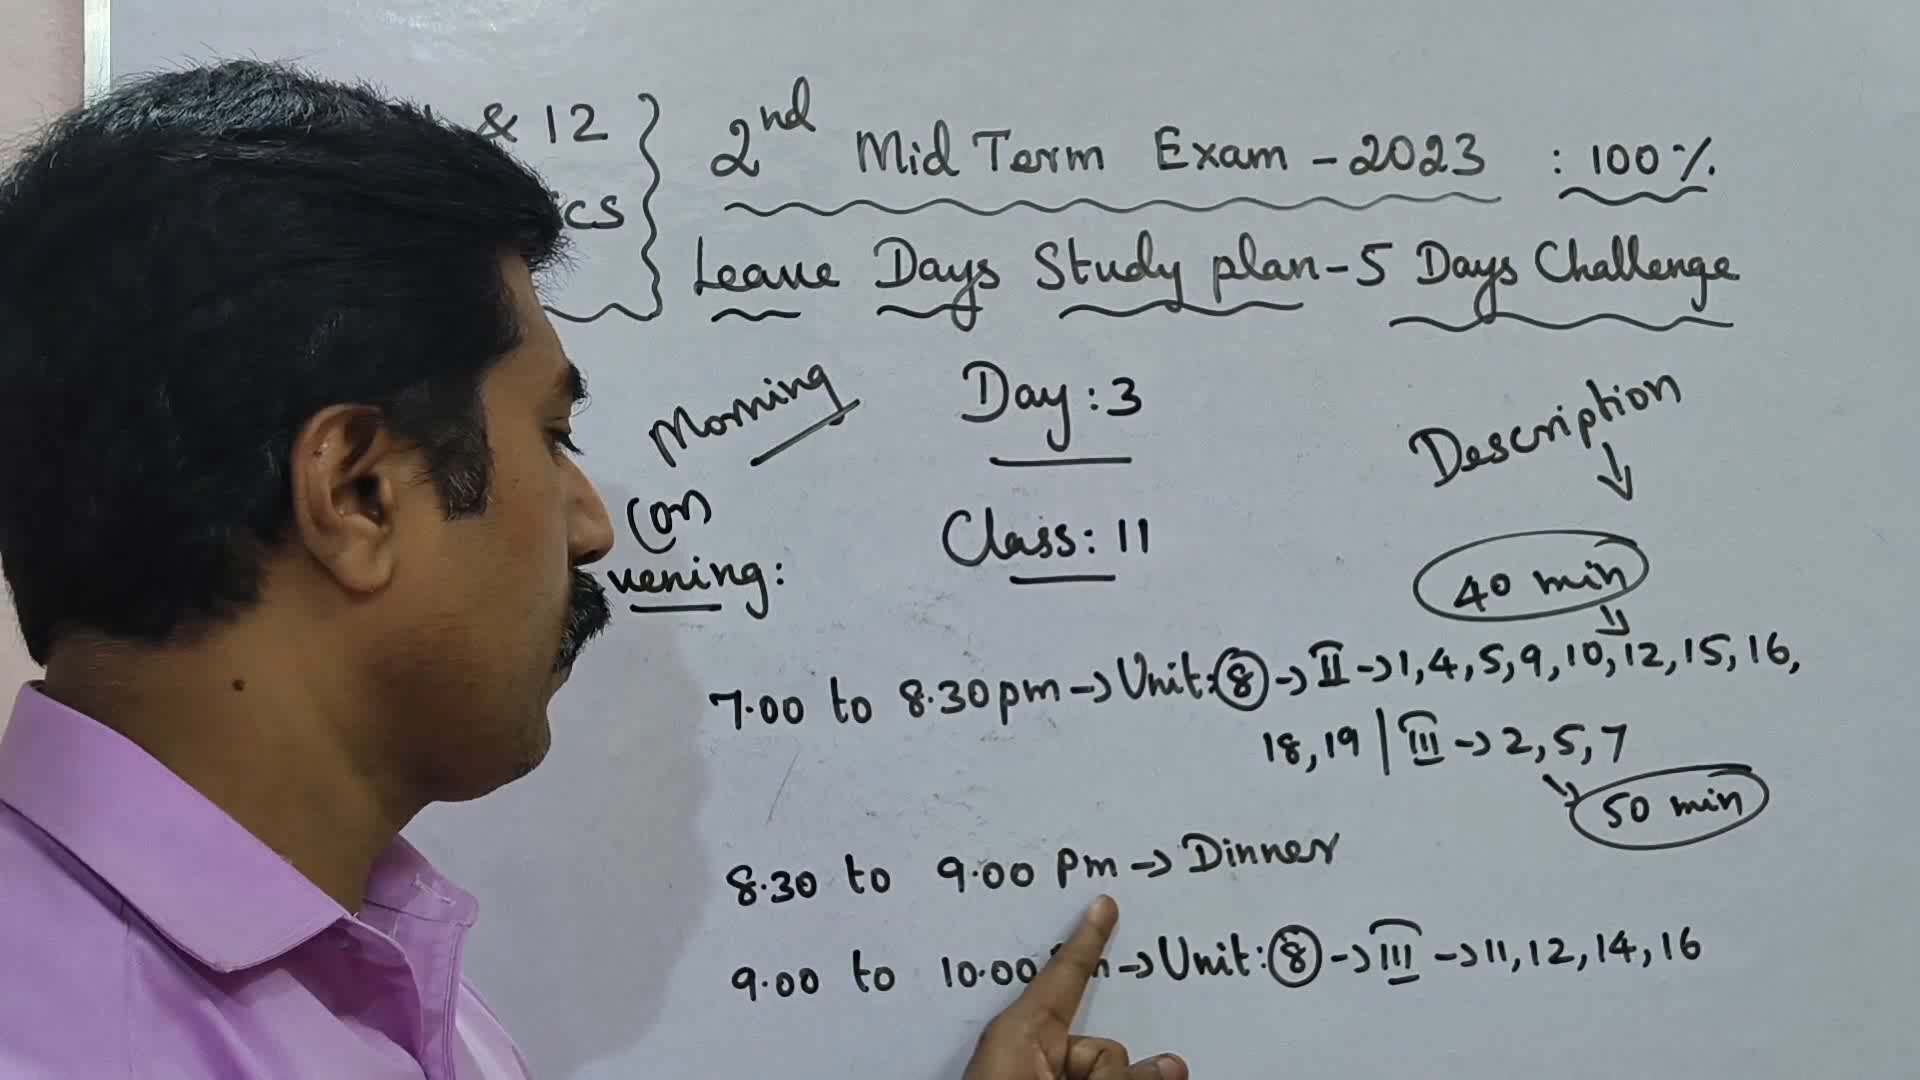 & 12
2nd Mid Term Exam - 2023 : 100%
Leave Days Study plan - 5 Days Challenge
Morning
Day : 3
Description
(or)
Class : 11
40 min
7.00 to 8.30 pm → Unit : 8 → II → 1, 4, 5, 9, 10, 12, 15, 16,
18, 19 | III → 2, 5, 7
50 min
8.30 to 9.00 pm → Dinner
9.00 to 10.00 → Unit : 8 → III → 11, 12, 14, 16